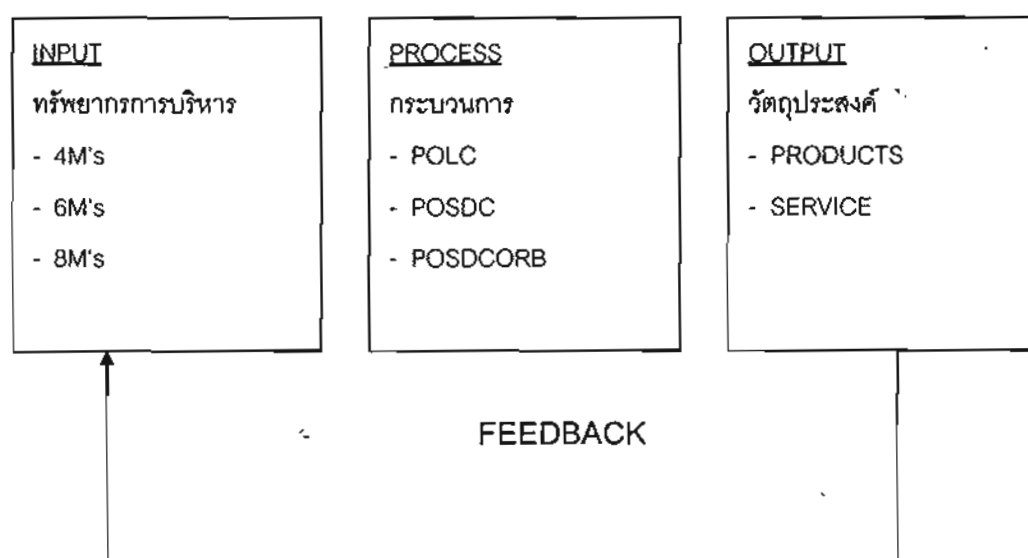 INPUT
ทรัพยากรการบริหาร
- 4M's
- 6M's
- 8M's
PROCESS
กระบวนการ
- POLC
- POSDC
- POSDCORB
OUTPUT
วัตถุประสงค์
- PRODUCTS
- SERVICE
FEEDBACK